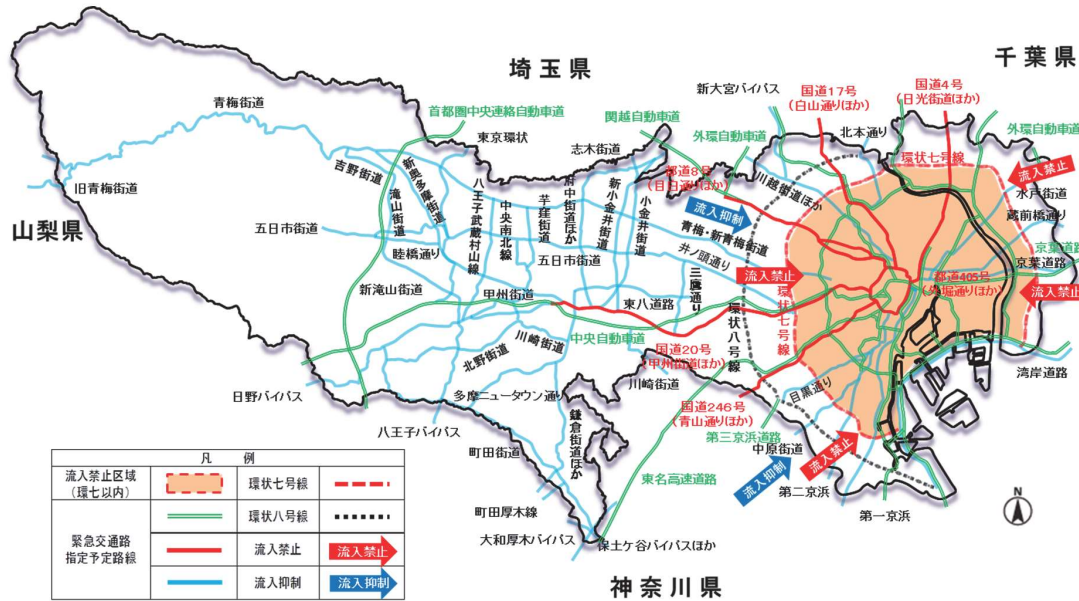 千葉県
埼玉県
国道4号
(日光街道ほか)
国道17号
(白山通りほか)
新大宮バイパス
青梅街道
首都圏中央連絡自動車道
関越自動車道
外環自動車道
北本通り
外環自動車道
東京環状
志木街道
環状七号線
流入禁止
吉野街道
新奥多摩街道
都道8号
(目白通りほか)
川越街道ほか
水戸街道
旧青梅街道
滝山街道
八王子武蔵村山線
中央南北線
芋窪街道
府中街道ほか
新小金井街道
小金井街道
流入抑制
蔵前橋通り
山梨県
五日市街道
青梅・新青梅街道
京葉道路
睦橋通り
五日市街道
井ノ頭通り
京葉道路
流入禁止
都道405号
(外堀通りほか)
流入禁止
新滝山街道
甲州街道
東八道路
三鷹通り
環状七号線
環状八号線
中央自動車道
国道20号
(甲州街道ほか)
川崎街道
北野街道
湾岸道路
日野バイパス
多摩ニュータウン通り
川崎街道
目黒通り
国道246号
(青山通りほか)
八王子バイパス
鎌倉街道ほか
第三京浜道路
町田街道
中原街道
流入禁止
流入抑制
東名高速道路
第二京浜
第一京浜
町田厚木線
大和厚木バイパス
保土ケ谷バイパスほか
神奈川県
N
凡例
流入禁止区域
(環七以内)
環状七号線
緊急交通路
指定予定路線
環状八号線
流入禁止
流入禁止
流入抑制
流入抑制